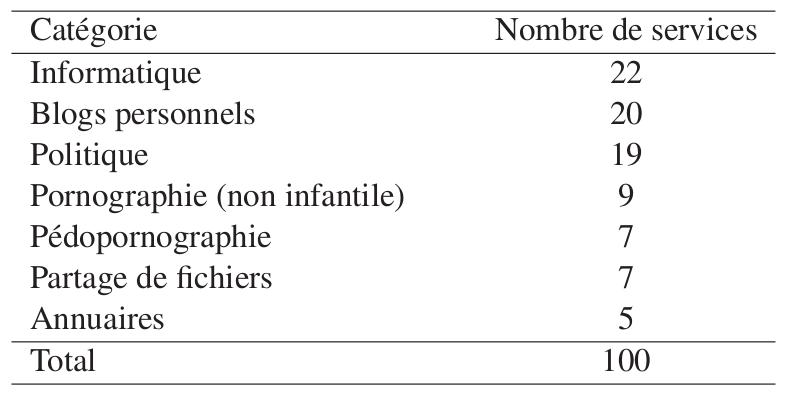 Catégorie Nombre de services
Informatique 22
Blogs personnels 20
Politique 19
Pornographie (non infantile) 9
Pédopornographie 7
Partage de fichiers 7
Annuaires 5
Total 100